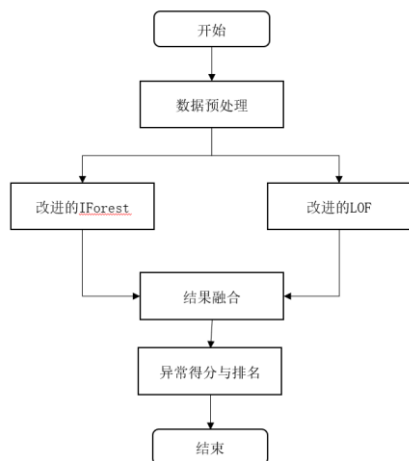 开始
数据预处理
改进的IForest
改进的LOF
结果融合
异常得分与排名
结束